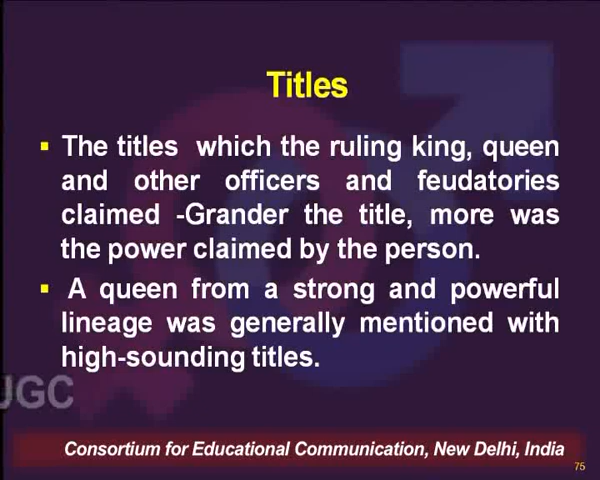 Titles
▪ The titles which the ruling king, queen
and other officers and feudatories
claimed -Grander the title, more was
the power claimed by the person.
▪ A queen from a strong and powerful
lineage was generally mentioned with
high-sounding titles.
UGC
Consortium for Educational Communication, New Delhi, India
75